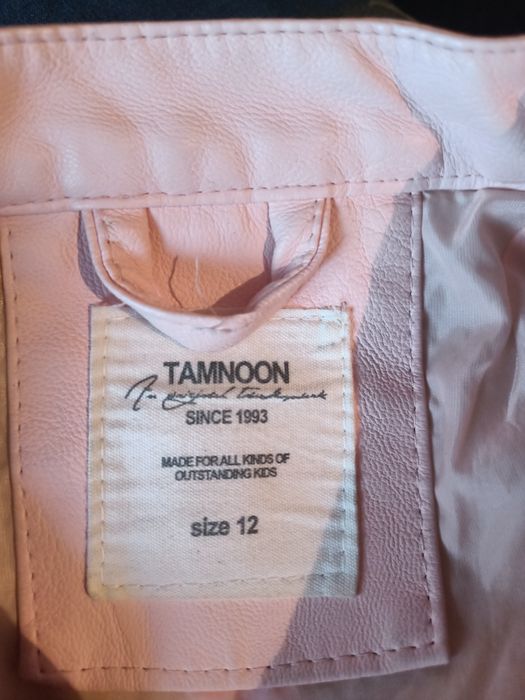 TAMNOON
SINCE 1993
MADE FOR ALL KINDS OF
OUTSTANDING KIDS
size 12